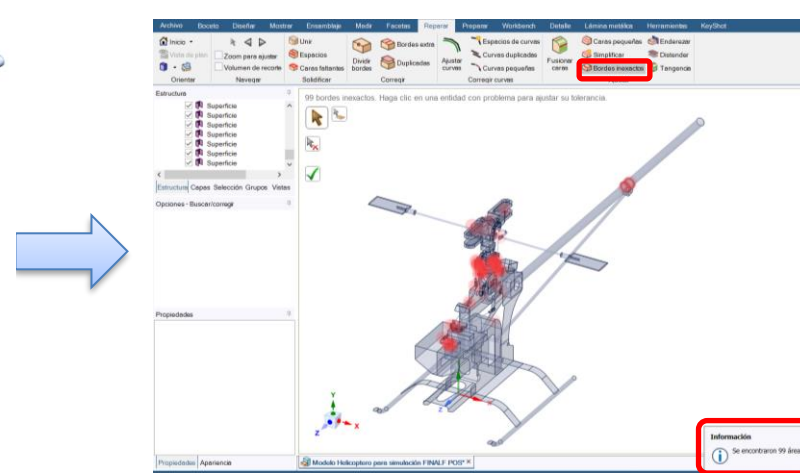 Archivo Boceto Diseñar Mostrar Ensamblaje Medir Facetas Reparar Preparar Workbench Detalle Lámina metálica Herramientas KeyShot
Inicio
Vista de plan
Orientar
Zoom para ajustar
Volumen de recorte
Navegar
Unir
Espacios
Caras faltantes
Solidificar
Dividir bordes
Bordes extra
Duplicadas
Corregir
Ajustar curvas
Espacios de curvas
Curvas duplicadas
Curvas pequeñas
Corregir curvas
Fusionar caras
Caras pequeñas
Simplificar
Bordes inexactos
Enderezar
Distender
Tangencia
Estructura
Superficie
Superficie
Superficie
Superficie
Superficie
Superficie
Estructura Capas Selección Grupos Vistas
Opciones - Buscar/corregir
Propiedades
Propiedades Apariencia
99 bordes inexactos. Haga clic en una entidad con problema para ajustar su tolerancia.
Y
X
Z
Z
Modelo Helicoptero para simulación FINALF POS*
Información
Se encontraron 99 área